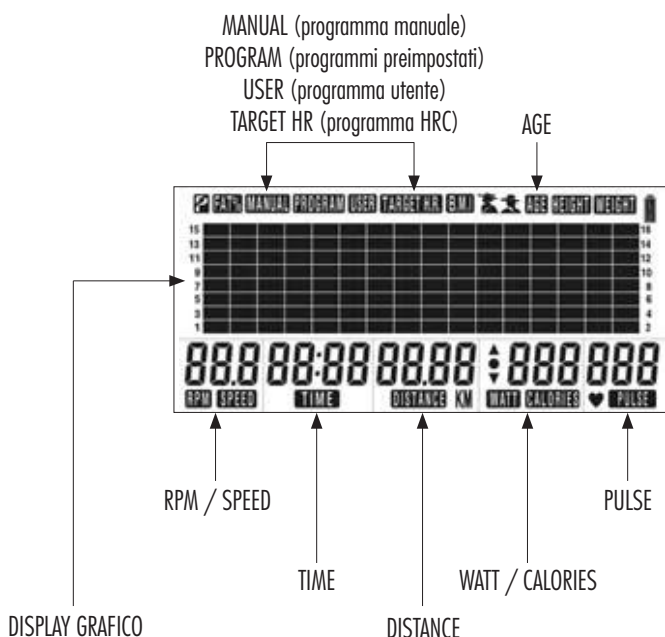 MANUAL (programma manuale)
PROGRAM (programmi preimpostati)
USER (programma utente)
TARGET HR (programma HRC)
AGE
FAT% MANUAL PROGRAM USER TARGET H.R. B.M.I AGE HEIGHT WEIGHT
15 16
13 14
11 12
9 10
7 8
5 6
3 4
1 2
88.8 88:88 88.88 888 888
RPM SPEED TIME DISTANCE KM WATT CALORIES PULSE
RPM / SPEED
PULSE
TIME
WATT / CALORIES
DISPLAY GRAFICO
DISTANCE